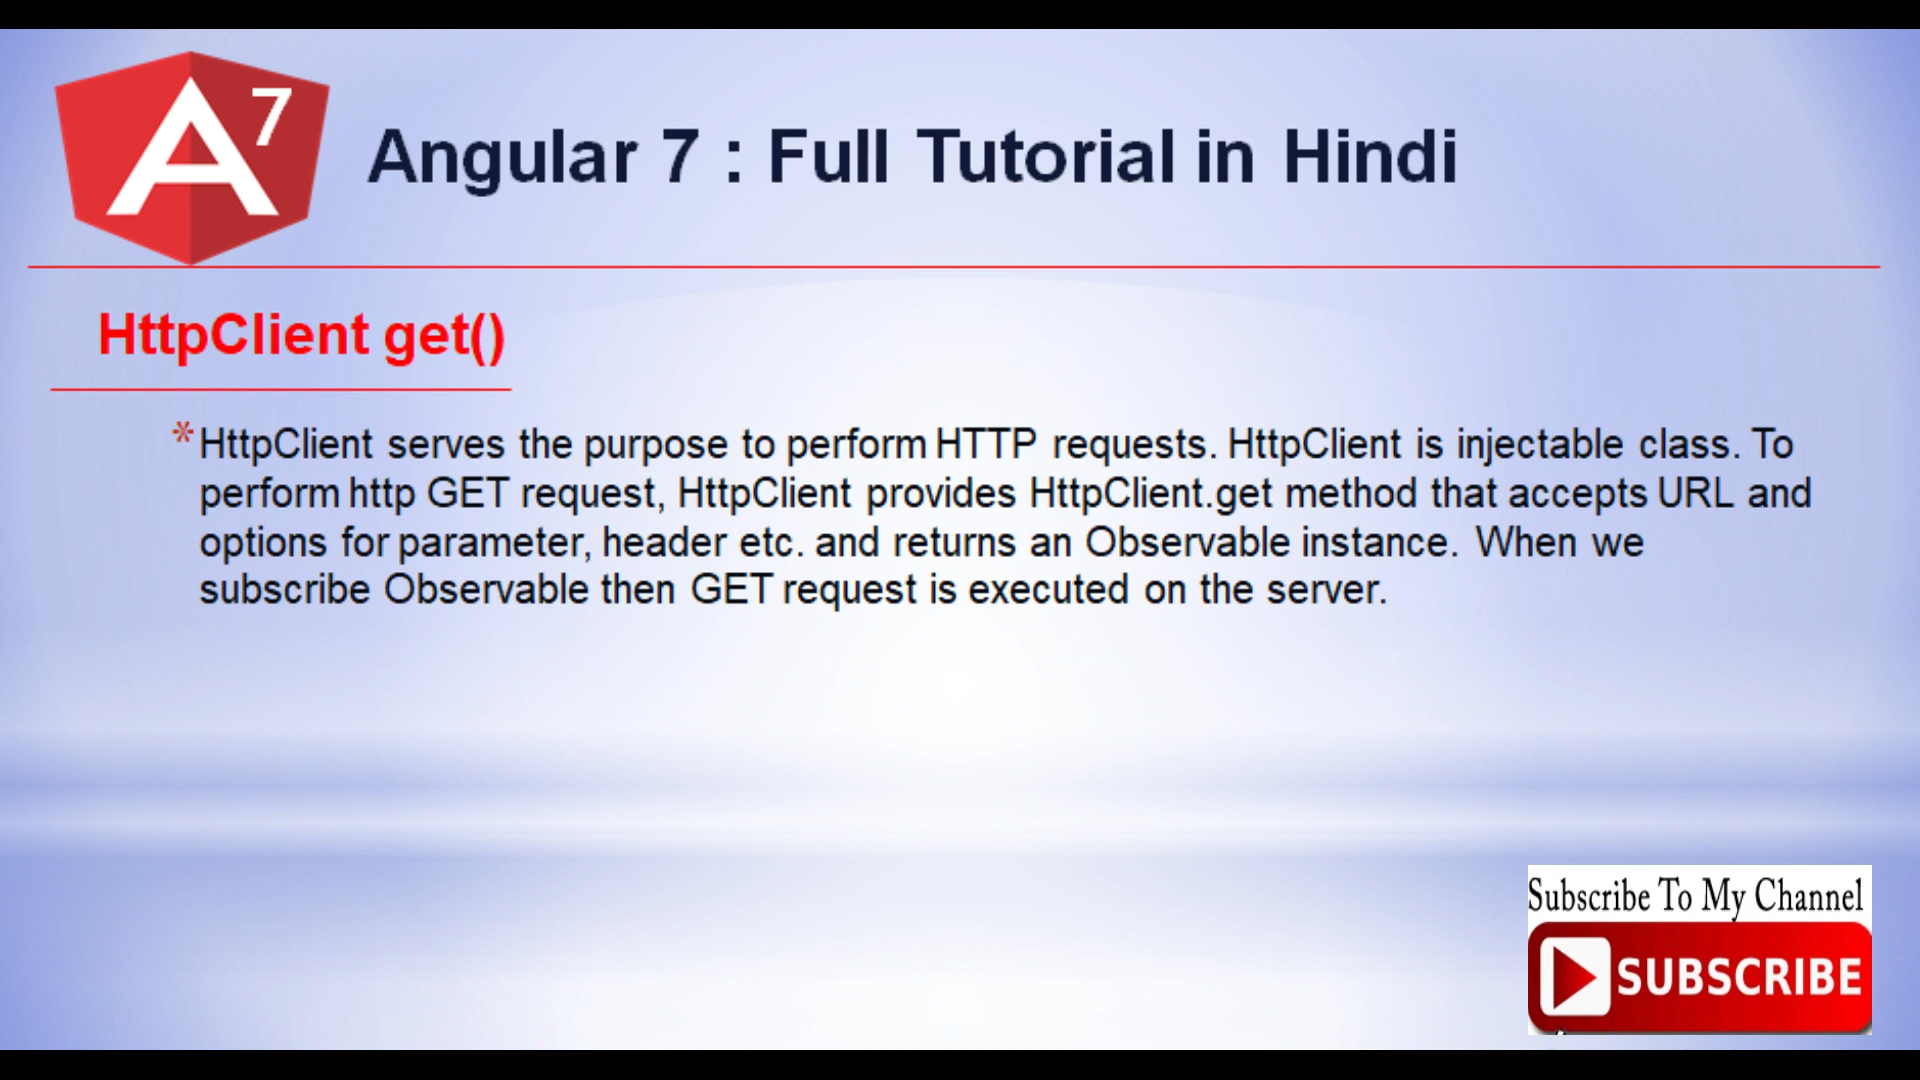 A7
Angular 7 : Full Tutorial in Hindi
HttpClient get()
*HttpClient serves the purpose to perform HTTP requests. HttpClient is injectable class. To
perform http GET request, HttpClient provides HttpClient.get method that accepts URL and
options for parameter, header etc. and returns an Observable instance. When we
subscribe Observable then GET request is executed on the server.
Subscribe To My Channel
SUBSCRIBE